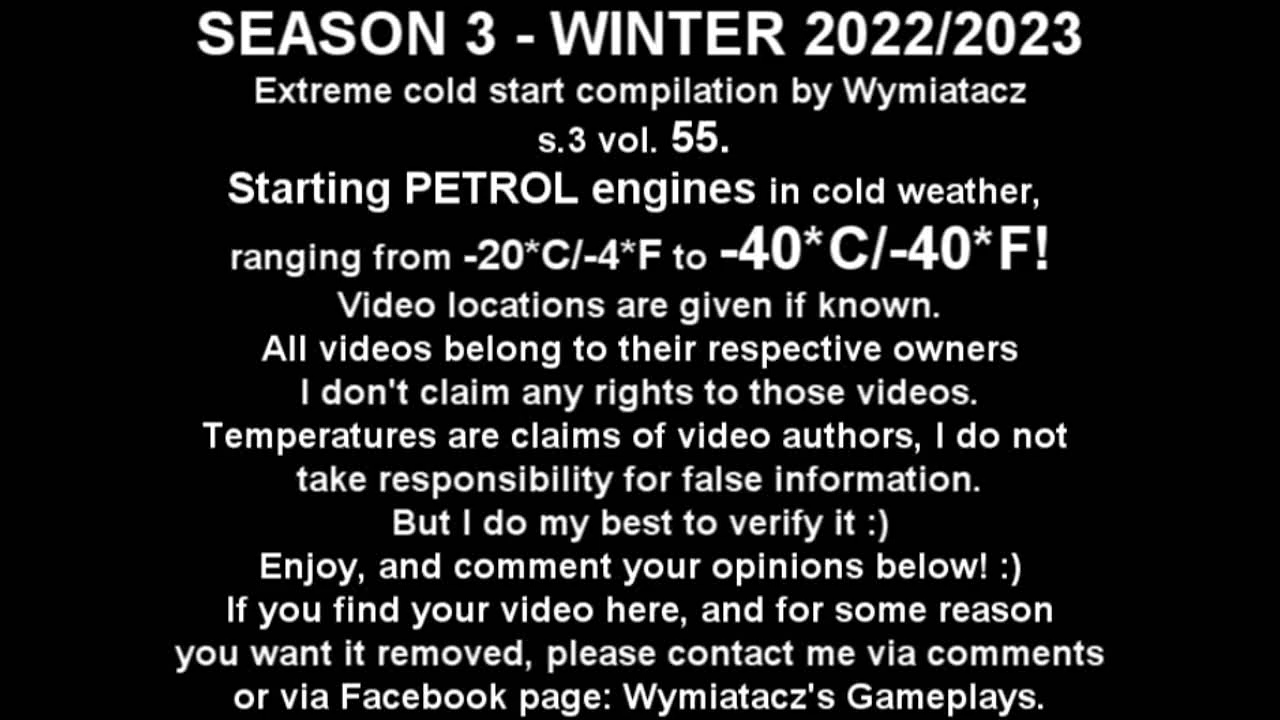 SEASON 3 - WINTER 2022/2023
Extreme cold start compilation by Wymiatacz
s.3 vol. 55.
Starting PETROL engines in cold weather,
ranging from -20*C/-4*F to -40*C/-40*F!
Video locations are given if known.
All videos belong to their respective owners
I don't claim any rights to those videos.
Temperatures are claims of video authors, I do not
take responsibility for false information.
But I do my best to verify it :)
Enjoy, and comment your opinions below! :)
If you find your video here, and for some reason
you want it removed, please contact me via comments
or via Facebook page: Wymiatacz's Gameplays.